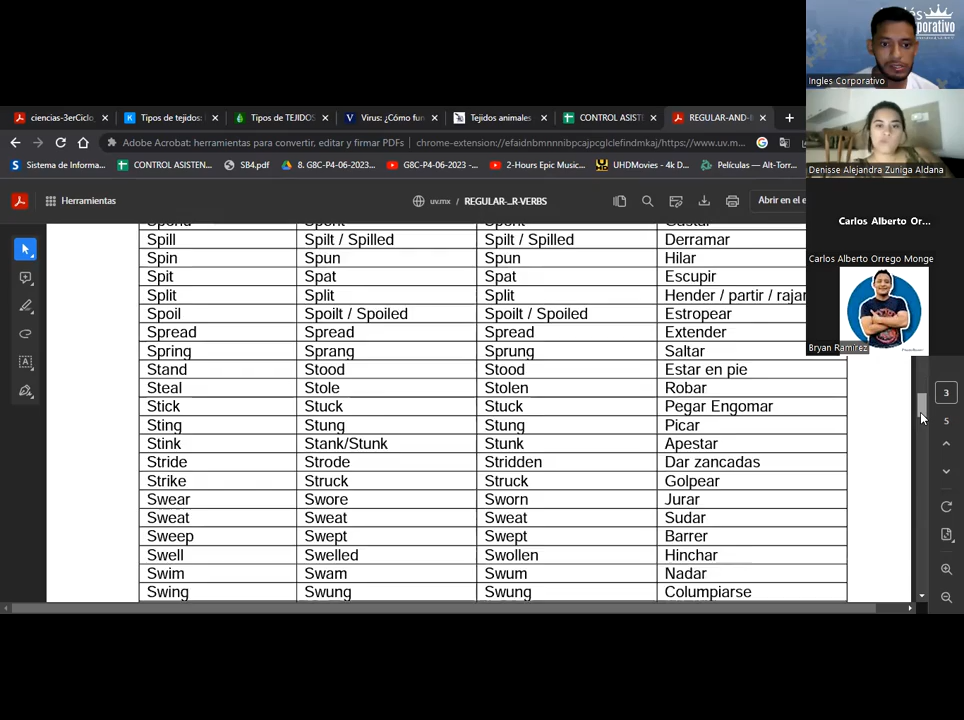 Inglés
Corporativo
Ingles Corporativo
Denisse Alejandra Zuniga Aldana
Carlos Alberto Or...
Carlos Alberto Orrego Monge
Bryan Ramirez
ciencias-3erCiclo
Tipos de tejidos:
Tipos de TEJIDOS
Virus: ¿Cómo fun
Tejidos animales
CONTROL ASISTE
REGULAR-AND-I
Adobe Acrobat: herramientas para convertir, editar y firmar PDFs
chrome-extension://efaidnbmnnnibpcajpcglclefindmkaj/https://www.uv.m...
Sistema de Informa...
CONTROL ASISTEN...
SB4.pdf
8. G8C-P4-06-2023...
YouTube G8C-P4-06-2023 -...
2-Hours Epic Music...
UHDMovies - 4k D...
Películas — Alt-Torr...
Herramientas
uv.mx / REGULAR-_R-VERBS
Abrir en el e
Spend Spent Spent Gastar
Spill Spilt / Spilled Spilt / Spilled Derramar
Spin Spun Spun Hilar
Spit Spat Spat Escupir
Split Split Split Hender / partir / rajar
Spoil Spoilt / Spoiled Spoilt / Spoiled Estropear
Spread Spread Spread Extender
Spring Sprang Sprung Saltar
Stand Stood Stood Estar en pie
Steal Stole Stolen Robar
Stick Stuck Stuck Pegar Engomar
Sting Stung Stung Picar
Stink Stank/Stunk Stunk Apestar
Stride Strode Stridden Dar zancadas
Strike Struck Struck Golpear
Swear Swore Sworn Jurar
Sweat Sweat Sweat Sudar
Sweep Swept Swept Barrer
Swell Swelled Swollen Hinchar
Swim Swam Swum Nadar
Swing Swung Swung Columpiarse
3
5